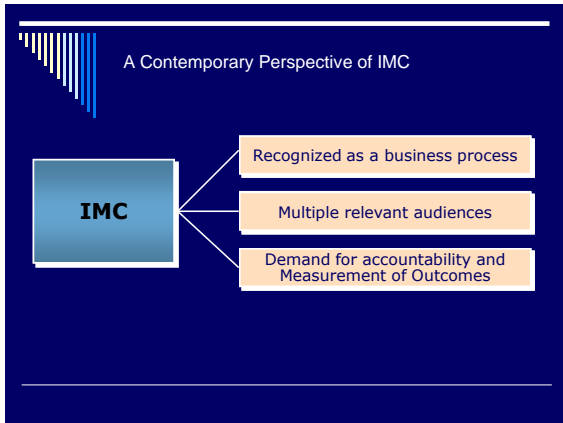 A Contemporary Perspective of IMC
IMC
Recognized as a business process
Multiple relevant audiences
Demand for accountability and
Measurement of Outcomes